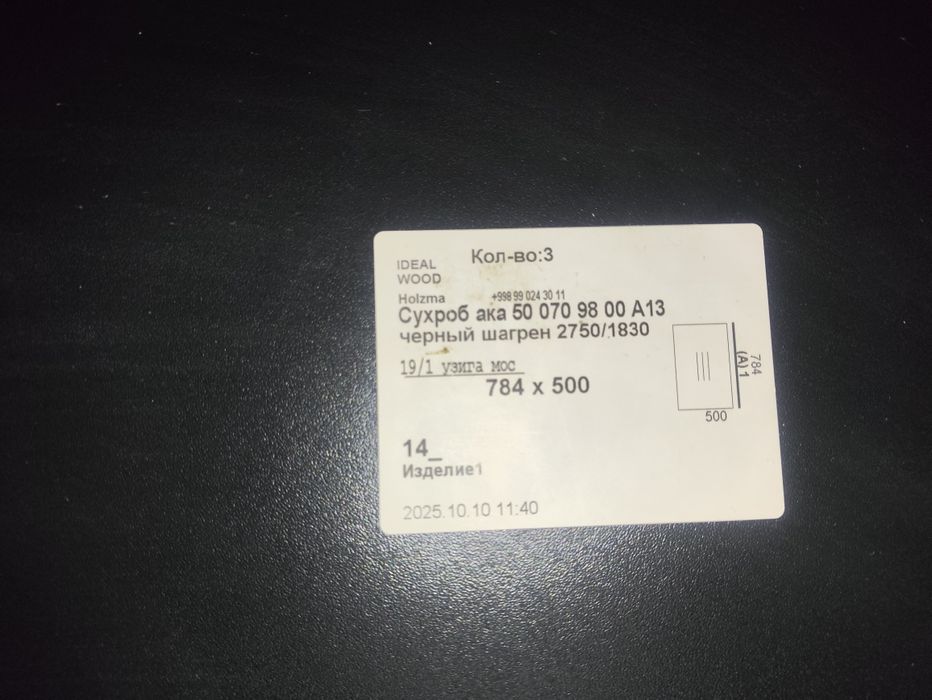 Кол-во:3
IDEAL
WOOD
Holzma +998 99 024 30 11
Сухроб ака 50 070 98 00 А13
черный шагрен 2750/1830
19/1 узига мос
784 x 500
784
(A) 1
500
14_
Изделие1
2025.10.10 11:40